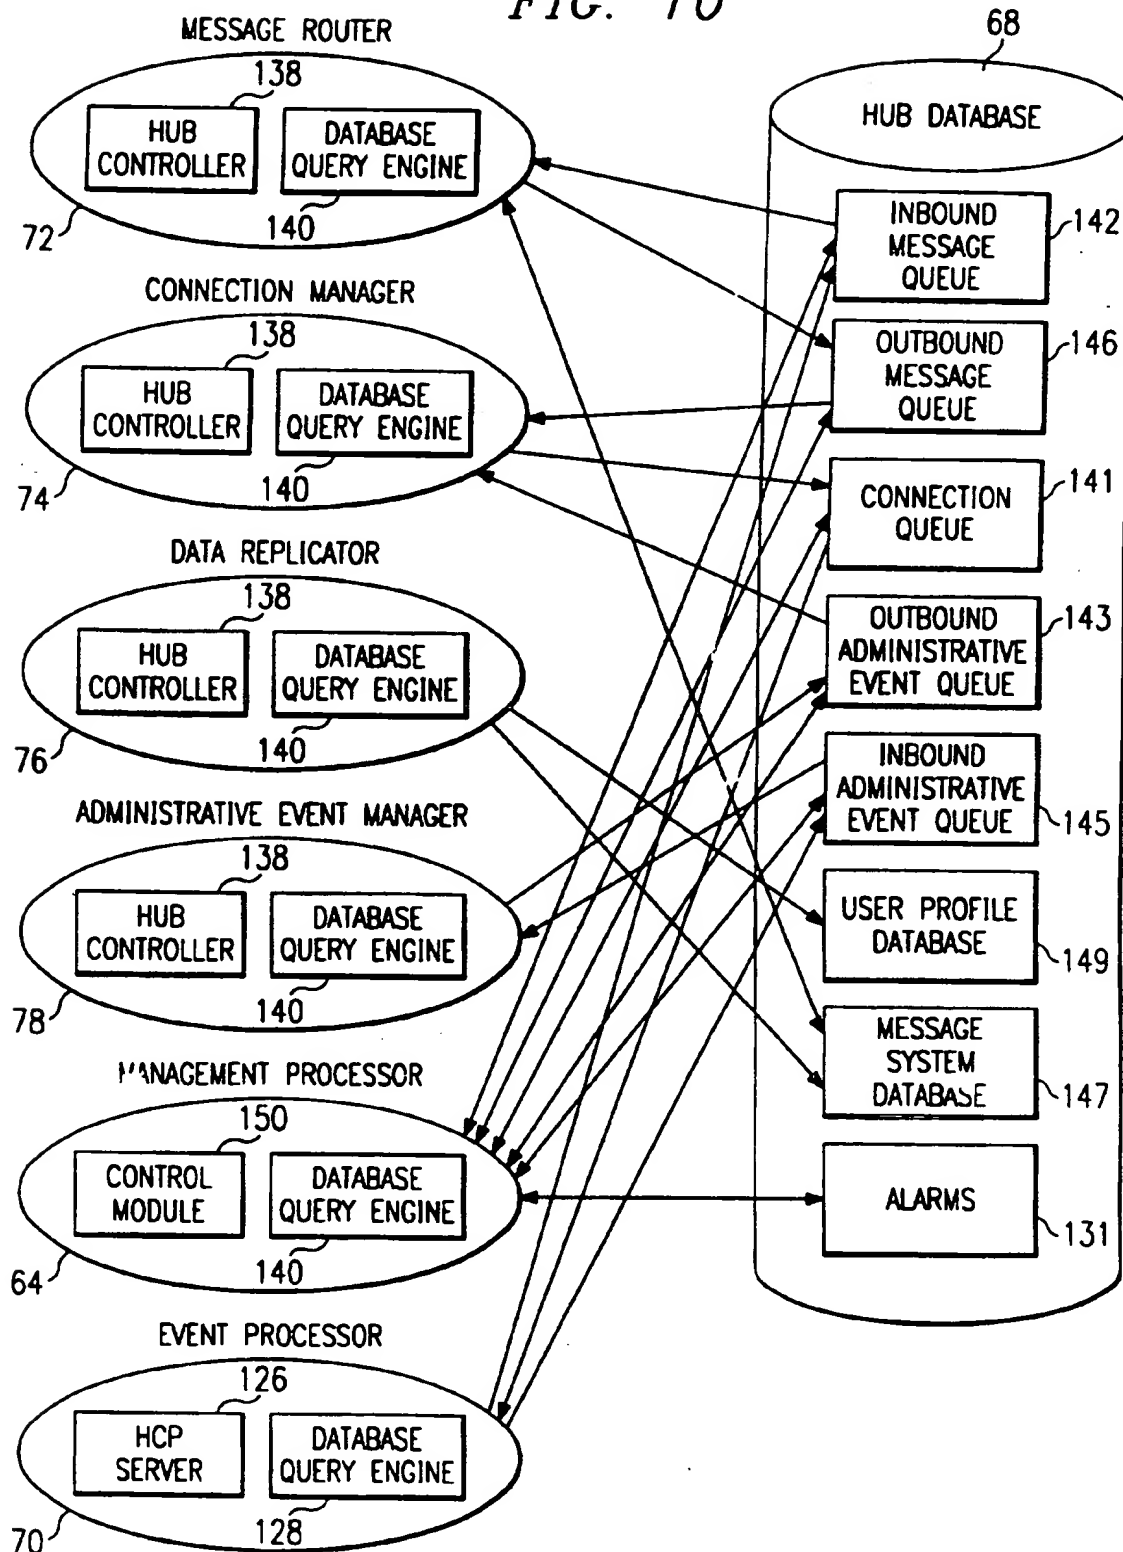 FIG. 10
MESSAGE ROUTER
138
HUB
CONTROLLER
DATABASE
QUERY ENGINE
140
72
CONNECTION MANAGER
138
HUB
CONTROLLER
DATABASE
QUERY ENGINE
140
74
DATA REPLICATOR
138
HUB
CONTROLLER
DATABASE
QUERY ENGINE
140
76
ADMINISTRATIVE EVENT MANAGER
138
HUB
CONTROLLER
DATABASE
QUERY ENGINE
140
78
MANAGEMENT PROCESSOR
150
CONTROL
MODULE
DATABASE
QUERY ENGINE
140
64
EVENT PROCESSOR
126
HCP
SERVER
DATABASE
QUERY ENGINE
128
70
68
HUB DATABASE
INBOUND
MESSAGE
QUEUE
142
OUTBOUND
MESSAGE
QUEUE
146
CONNECTION
QUEUE
141
OUTBOUND
ADMINISTRATIVE
EVENT QUEUE
143
INBOUND
ADMINISTRATIVE
EVENT QUEUE
145
USER PROFILE
DATABASE
149
MESSAGE
SYSTEM
DATABASE
147
ALARMS
131